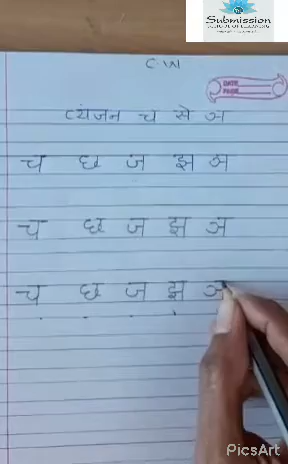 Submission
C.W
DATE
PAGE
व्यंजन च से ञ
च छ ज झ ञ
च छ ज झ ञ
च छ ज झ ञ
PicsArt